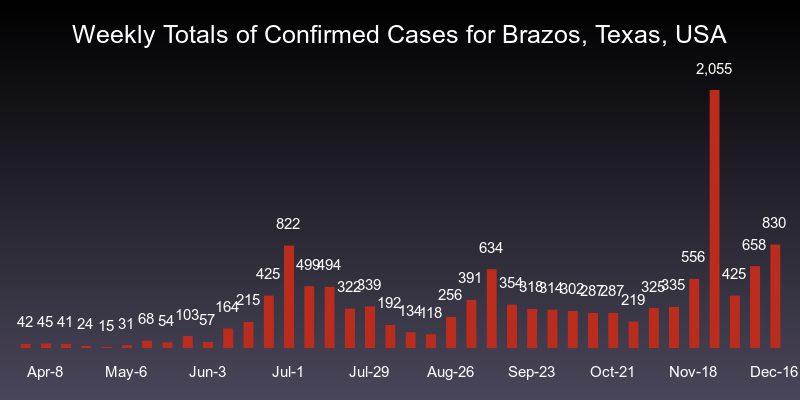 Weekly Totals of Confirmed Cases for Brazos, Texas, USA
42 45 41 24 15 31 68 54 103 57 164 215 425 822 499 494 322 339 192 134 118 256 391 634 354 318 314 302 287 287 219 325 335 556 2,055 425 658 830
Apr-8 May-6 Jun-3 Jul-1 Jul-29 Aug-26 Sep-23 Oct-21 Nov-18 Dec-16